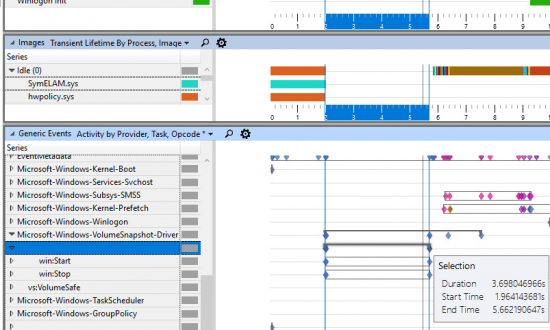 Winlogon Init
0 1 2 3 4 5 6 7 8 9 10
Images Transient Lifetime By Process, Image
Series
Idle (0)
SymELAM.sys
hwpolicy.sys
0 1 2 3 4 5 6 7 8 9 10
Generic Events Activity by Provider, Task, Opcode *
Series
EventMetadata
Microsoft-Windows-Kernel-Boot
Microsoft-Windows-Services-Svchost
Microsoft-Windows-Subsys-SMSS
Microsoft-Windows-Kernel-Prefetch
Microsoft-Windows-Winlogon
Microsoft-Windows-VolumeSnapshot-Driver
win:Start
win:Stop
vs:VolumeSafe
Microsoft-Windows-TaskScheduler
Microsoft-Windows-GroupPolicy
Selection
Duration 3.698046966s
Start Time 1.964143681s
End Time 5.662190647s